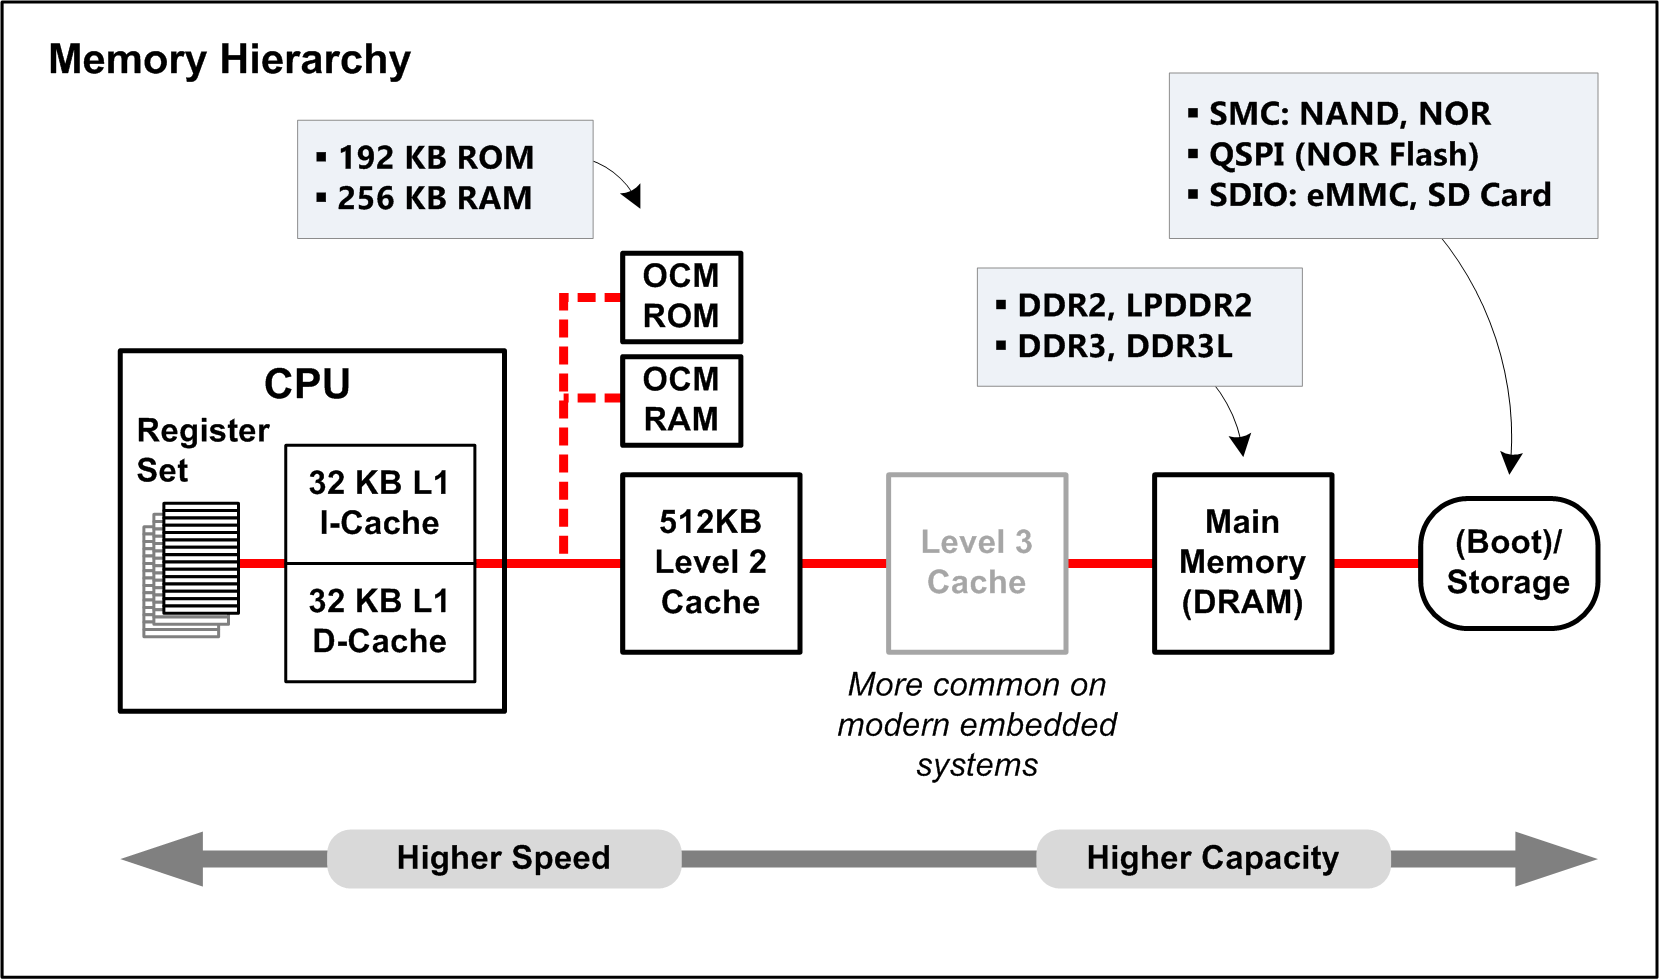 Memory Hierarchy
▪ SMC: NAND, NOR
▪ QSPI (NOR Flash)
▪ SDIO: eMMC, SD Card
▪ 192 KB ROM
▪ 256 KB RAM
▪ DDR2, LPDDR2
▪ DDR3, DDR3L
OCM
ROM
OCM
RAM
CPU
Register
Set
32 KB L1
I-Cache
32 KB L1
D-Cache
512KB
Level 2
Cache
Level 3
Cache
More common on
modern embedded
systems
Main
Memory
(DRAM)
(Boot)/
Storage
Higher Speed
Higher Capacity